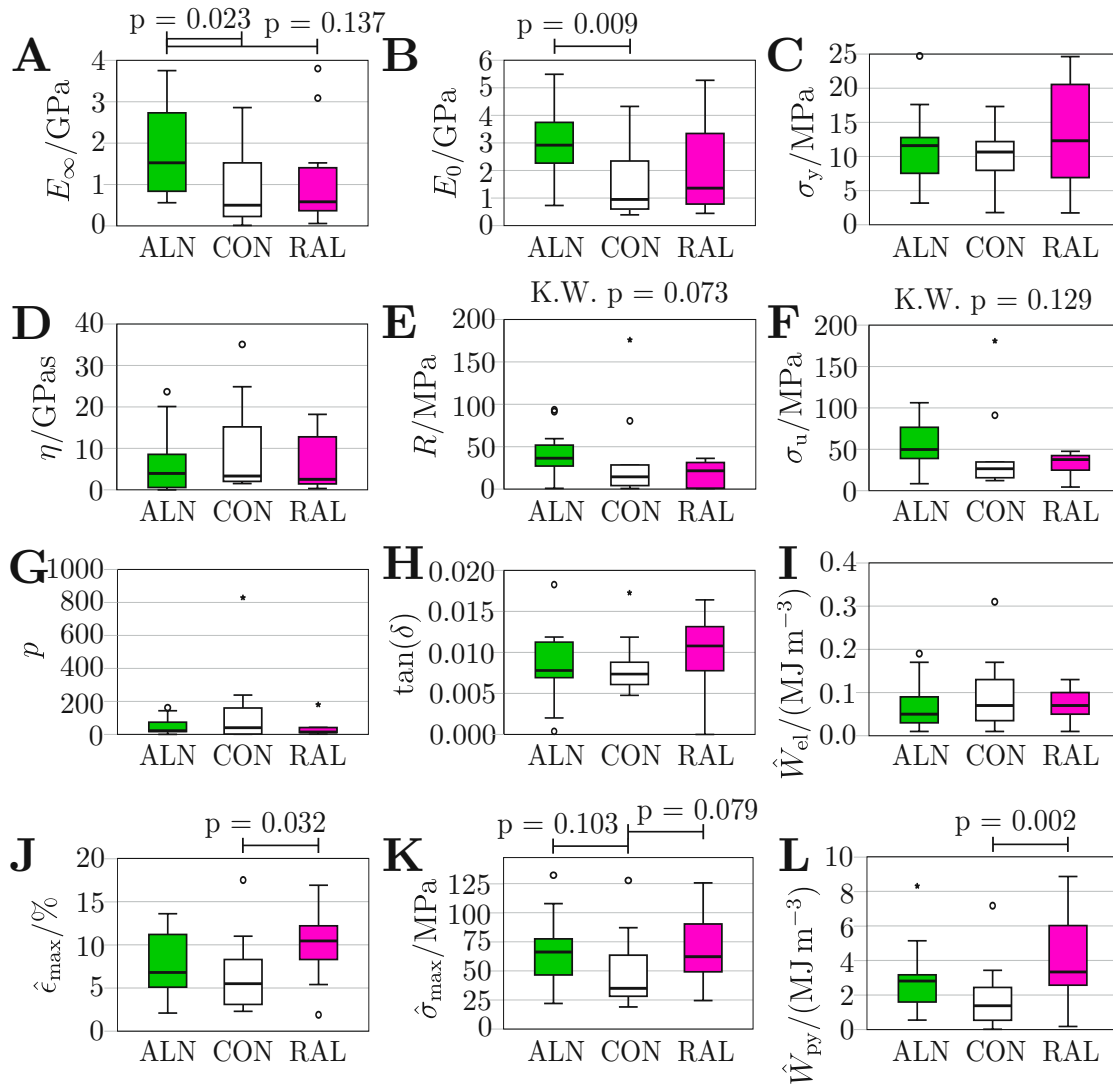 p = 0.023
p = 0.137
A
E∞/GPa
4
3
2
1
0
ALN CON RAL
p = 0.009
B
E0/GPa
6
5
4
3
2
1
0
ALN CON RAL
C
σy/MPa
25
20
15
10
5
0
ALN CON RAL
D
η/GPas
40
30
20
10
0
ALN CON RAL
K.W. p = 0.073
E
R/MPa
200
150
100
50
0
ALN CON RAL
K.W. p = 0.129
F
σu/MPa
200
150
100
50
0
ALN CON RAL
G
p
1000
800
600
400
200
0
ALN CON RAL
H
tan(δ)
0.020
0.015
0.010
0.005
0.000
ALN CON RAL
I
Ŵel/(MJ m⁻³)
0.4
0.3
0.2
0.1
0.0
ALN CON RAL
p = 0.032
J
ϵ̂max/%
20
15
10
5
0
ALN CON RAL
p = 0.079
p = 0.103
K
σ̂max/MPa
125
100
75
50
25
0
ALN CON RAL
p = 0.002
L
Ŵpy/(MJ m⁻³)
10
8
6
4
2
0
ALN CON RAL